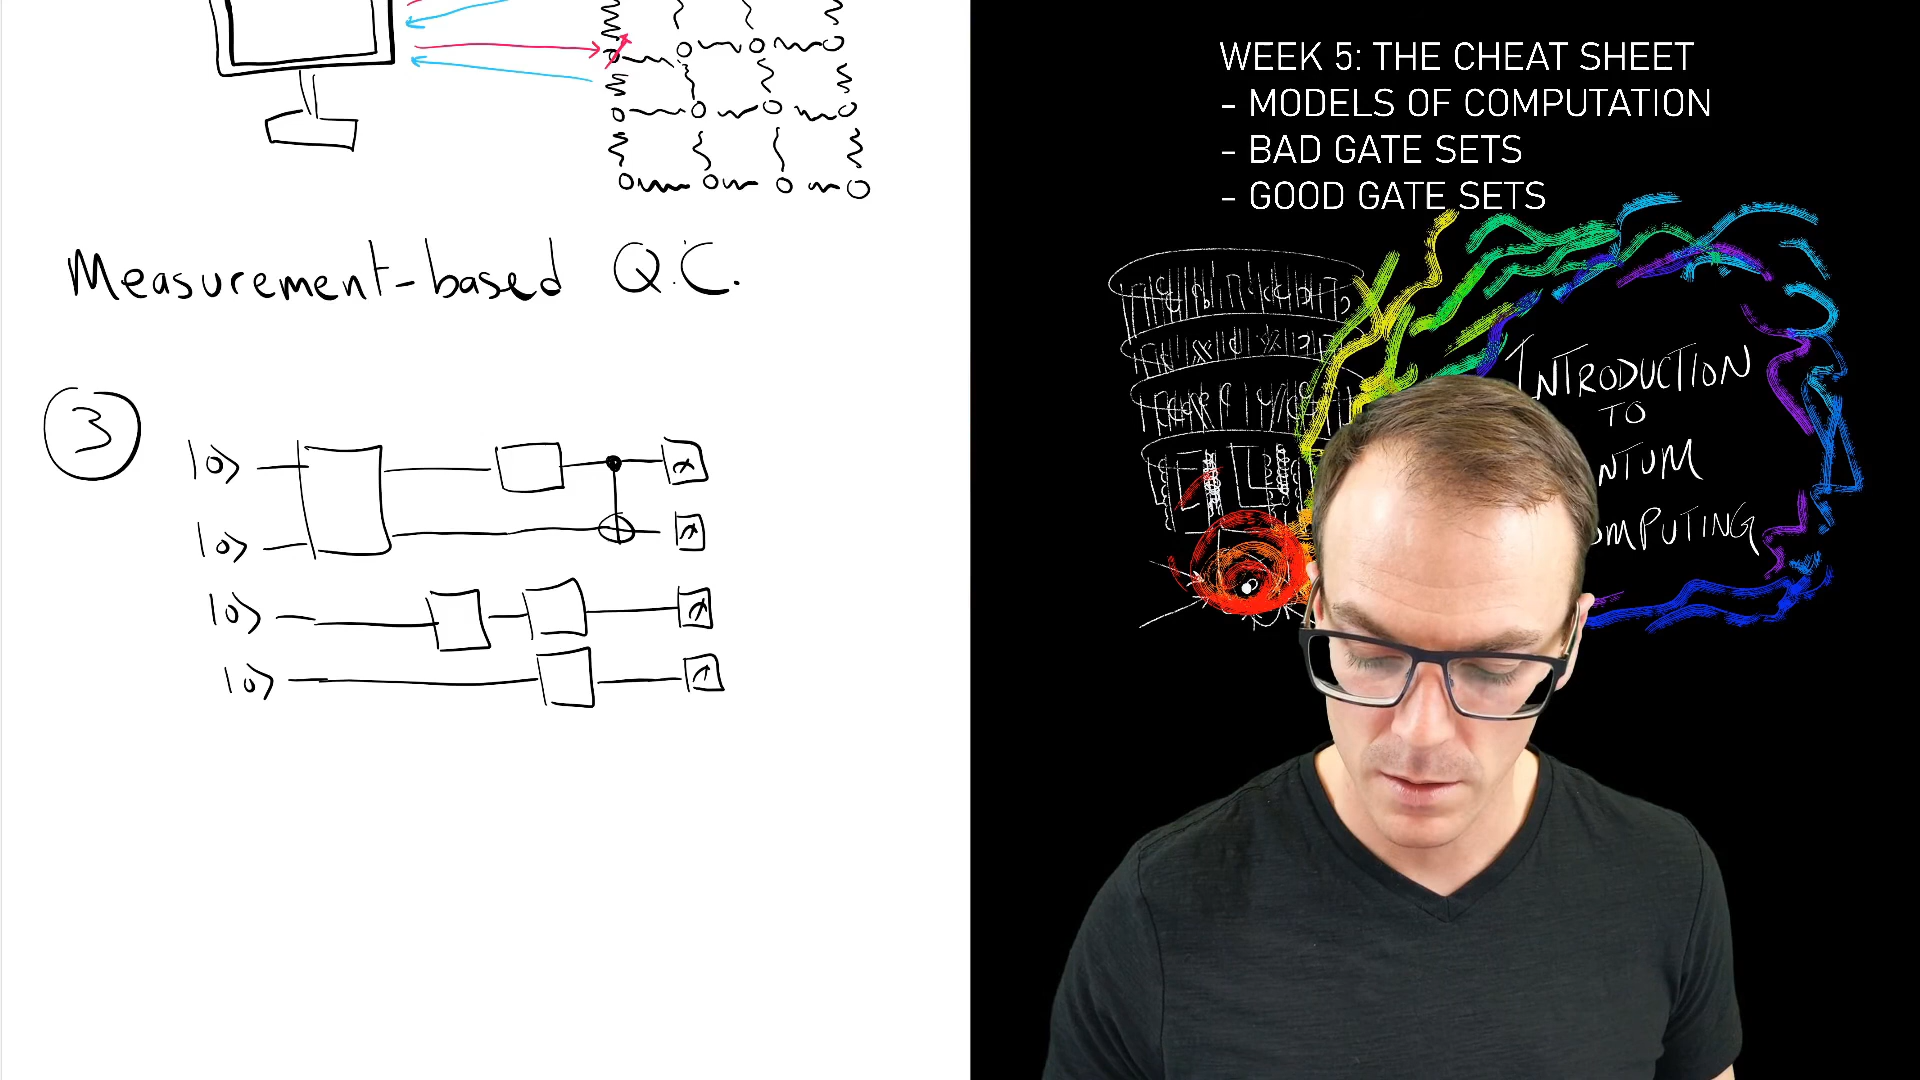 Measurement-based Q.C.
3
|0>
|0>
|0>
|0>
WEEK 5: THE CHEAT SHEET
- MODELS OF COMPUTATION
- BAD GATE SETS
- GOOD GATE SETS
INTRODUCTION
TO
NTUM
OMPUTING